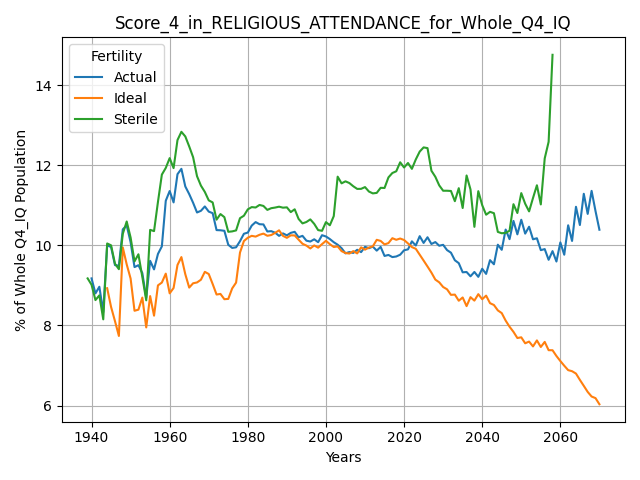 Score_4_in_RELIGIOUS_ATTENDANCE_for_Whole_Q4_IQ
Fertility
Actual
Ideal
Sterile
% of Whole Q4_IQ Population
14
12
10
8
6
1940
1960
1980
2000
2020
2040
2060
Years